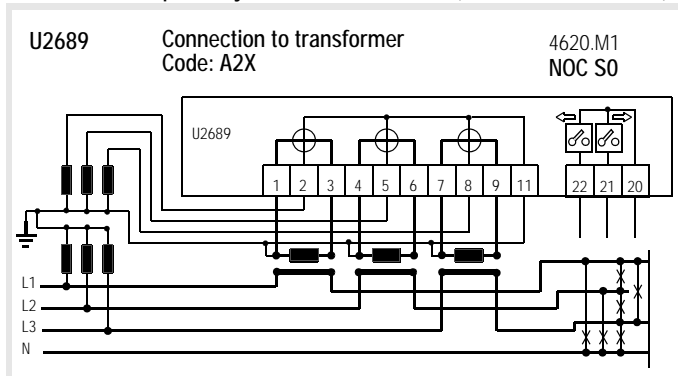 U2689 Connection to transformer 4620.M1
Code: A2X NOC S0
U2689
1 2 3 4 5 6 7 8 9 11 22 21 20
L1
L2
L3
N